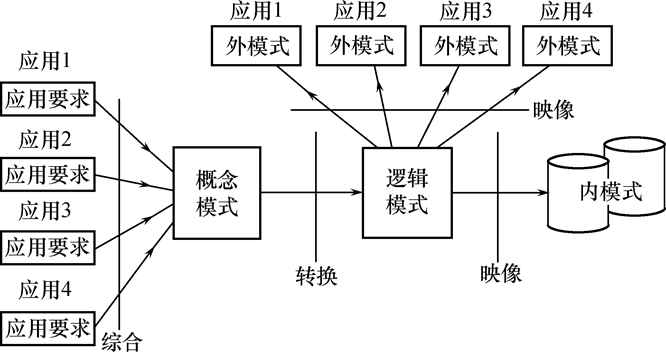 应用1
应用2
应用3
应用4
外模式
外模式
外模式
外模式
映像
应用1
应用要求
应用2
应用要求
应用3
应用要求
应用4
应用要求
综合
概念
模式
转换
逻辑
模式
映像
内模式